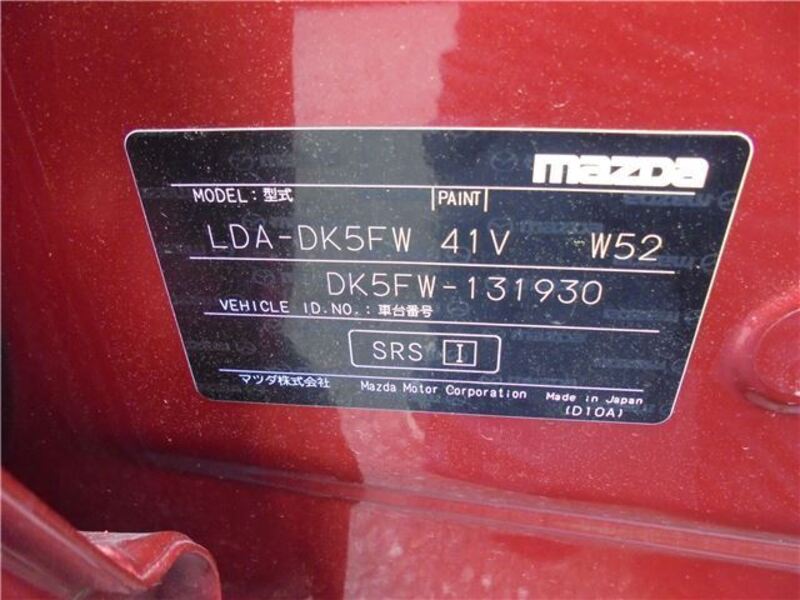 mazda
MODEL: 型式 PAINT
LDA-DK5FW 41V W52
DK5FW-131930
VEHICLE ID.NO.: 車台番号
SRS I
マツダ株式会社 Mazda Motor Corporation Made in Japan
(D10A)